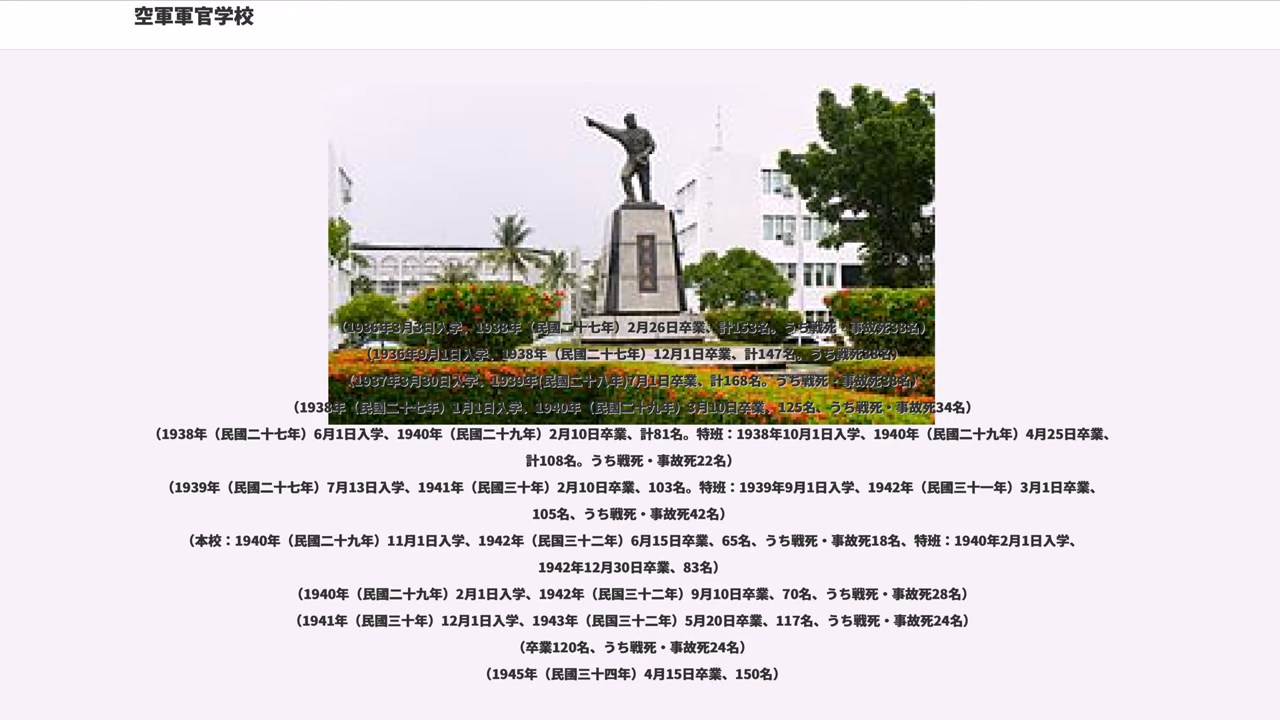 空軍軍官学校
（1936年3月3日入学、1938年（民國二十七年）2月26日卒業、計153名。うち戦死・事故死38名）
（1936年9月1日入学、1938年（民國二十七年）12月1日卒業、計147名。うち戦死38名）
（1937年3月30日入学、1939年(民國二十八年)7月1日卒業、計168名。うち戦死・事故死38名）
（1938年（民國二十七年）1月1日入学、1940年（民國二十九年）3月10日卒業、125名、うち戦死・事故死34名）
（1938年（民國二十七年）6月1日入学、1940年（民國二十九年）2月10日卒業、計81名。特班：1938年10月1日入学、1940年（民國二十九年）4月25日卒業、
計108名。うち戦死・事故死22名）
（1939年（民國二十七年）7月13日入学、1941年（民國三十年）2月10日卒業、103名。特班：1939年9月1日入学、1942年（民國三十一年）3月1日卒業、
105名、うち戦死・事故死42名）
（本校：1940年（民國二十九年）11月1日入学、1942年（民国三十二年）6月15日卒業、65名、うち戦死・事故死18名、特班：1940年2月1日入学、
1942年12月30日卒業、83名）
（1940年（民國二十九年）2月1日入学、1942年（民国三十二年）9月10日卒業、70名、うち戦死・事故死28名）
（1941年（民國三十年）12月1日入学、1943年（民国三十二年）5月20日卒業、117名、うち戦死・事故死24名）
（卒業120名、うち戦死・事故死24名）
（1945年（民國三十四年）4月15日卒業、150名）